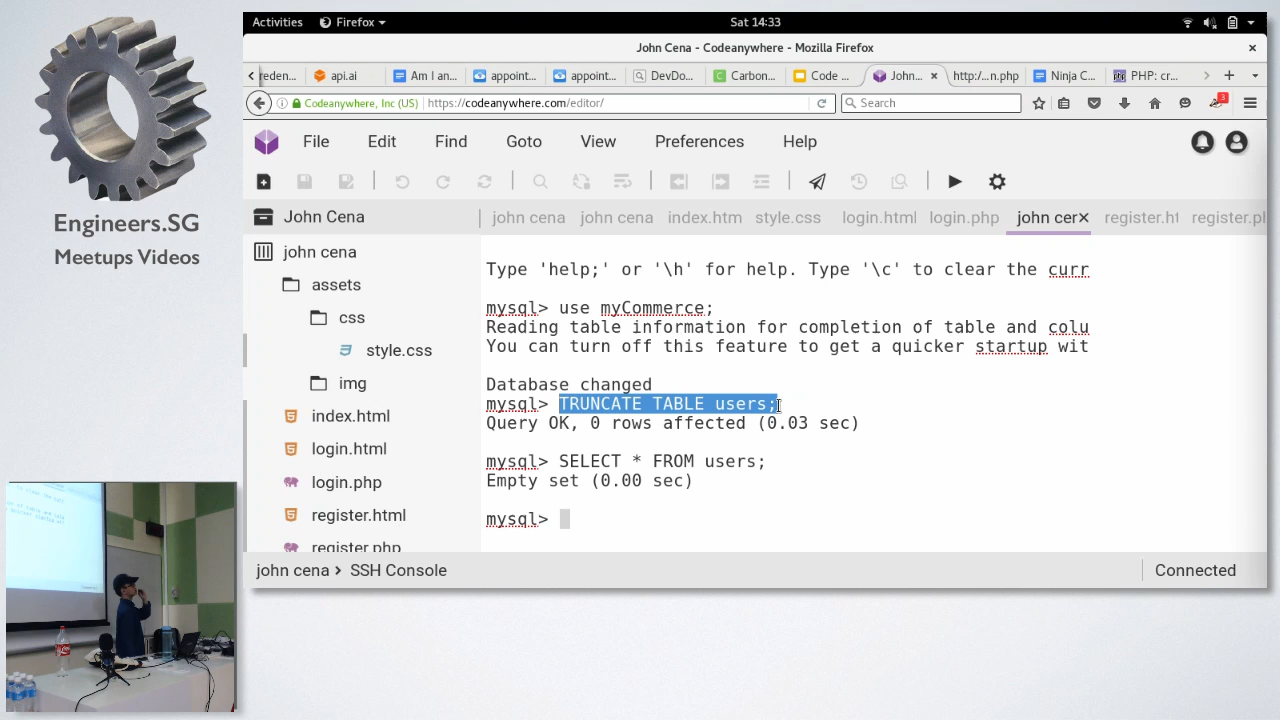 Engineers.SG
Meetups Videos
Activities Firefox Sat 14:33
John Cena - Codeanywhere - Mozilla Firefox
reden... api.ai Am I an... appoint... appoint... DevDo... Carbon... Code ... John... http:/...n.php Ninja C... PHP: cr...
Codeanywhere, Inc (US) https://codeanywhere.com/editor/ Search 3
File Edit Find Goto View Preferences Help
John Cena john cena john cena index.htm style.css login.html login.php john cer× register.ht register.pl
john cena
assets
css
style.css
img
index.html
login.html
login.php
register.html
register.php
Type 'help;' or '\h' for help. Type '\c' to clear the curr
mysql> use myCommerce;
Reading table information for completion of table and colu
You can turn off this feature to get a quicker startup wit
Database changed
mysql> TRUNCATE TABLE users;
Query OK, 0 rows affected (0.03 sec)
mysql> SELECT * FROM users;
Empty set (0.00 sec)
mysql>
john cena > SSH Console Connected